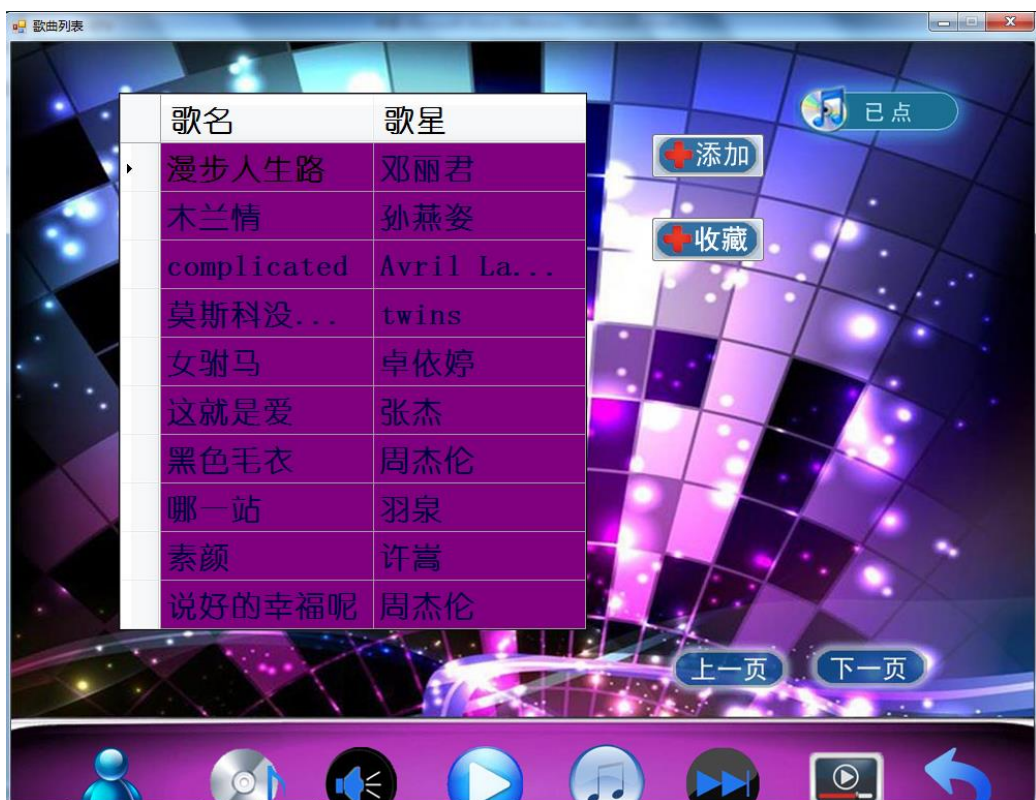 歌曲列表
已点
歌名 歌星
添加
漫步人生路 邓丽君
木兰情 孙燕姿
收藏
complicated Avril La...
莫斯科没... twins
女驸马 卓依婷
这就是爱 张杰
黑色毛衣 周杰伦
哪一站 羽泉
素颜 许嵩
说好的幸福呢 周杰伦
上一页 下一页